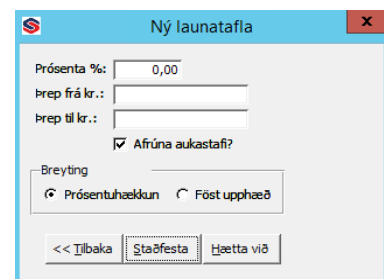 Ný launatafla
x
Prósenta %: 0,00
Þrep frá kr.:
Þrep til kr.:
Afrúna aukastafi?
Breyting
Prósentuhækkun Föst upphæð
<< Tilbaka Staðfesta Hætta við